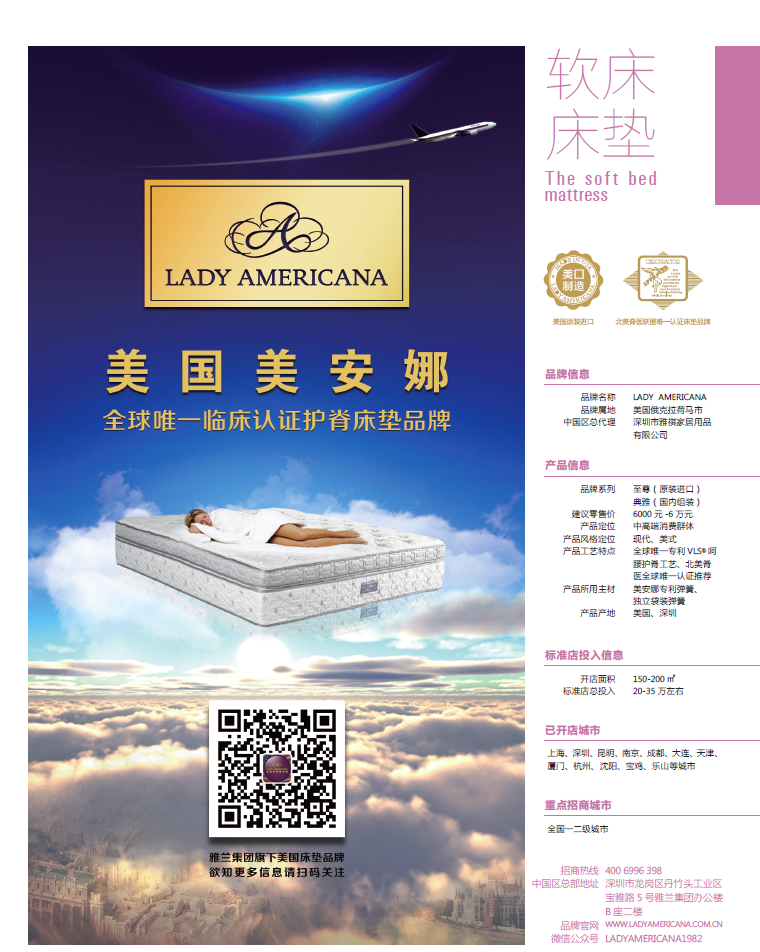 LADY AMERICANA
美国美安娜
全球唯一临床认证护脊床垫品牌
雅兰集团旗下美国床垫品牌
欲知更多信息请扫码关注
软床
床垫
The soft bed
mattress
美口
制造
CHIROPRACTOR
美国原装进口
北美脊医联盟唯一认证床垫品牌
品牌信息
品牌名称 LADY AMERICANA
品牌属地 美国俄克拉荷马市
中国区总代理 深圳市雅祺家居用品
有限公司
产品信息
品牌系列 至尊（原装进口）
典雅（国内组装）
建议零售价 6000 元 -6 万元
产品定位 中高端消费群体
产品风格定位 现代、美式
产品工艺特点 全球唯一专利 VLS® 呵
腰护脊工艺、北美脊
医全球唯一认证推荐
产品所用主材 美安娜专利弹簧、
独立袋装弹簧
产品产地 美国、深圳
标准店投入信息
开店面积 150-200 ㎡
标准店总投入 20-35 万左右
已开店城市
上海、深圳、昆明、南京、成都、大连、天津、
厦门、杭州、沈阳、宝鸡、乐山等城市
重点招商城市
全国一二级城市
招商热线 400 6996 398
中国区总部地址 深圳市龙岗区丹竹头工业区
宝雅路 5 号雅兰集团办公楼
B 座二楼
品牌官网 WWW.LADYAMERICANA.COM.CN
微信公众号 LADYAMERICANA1982